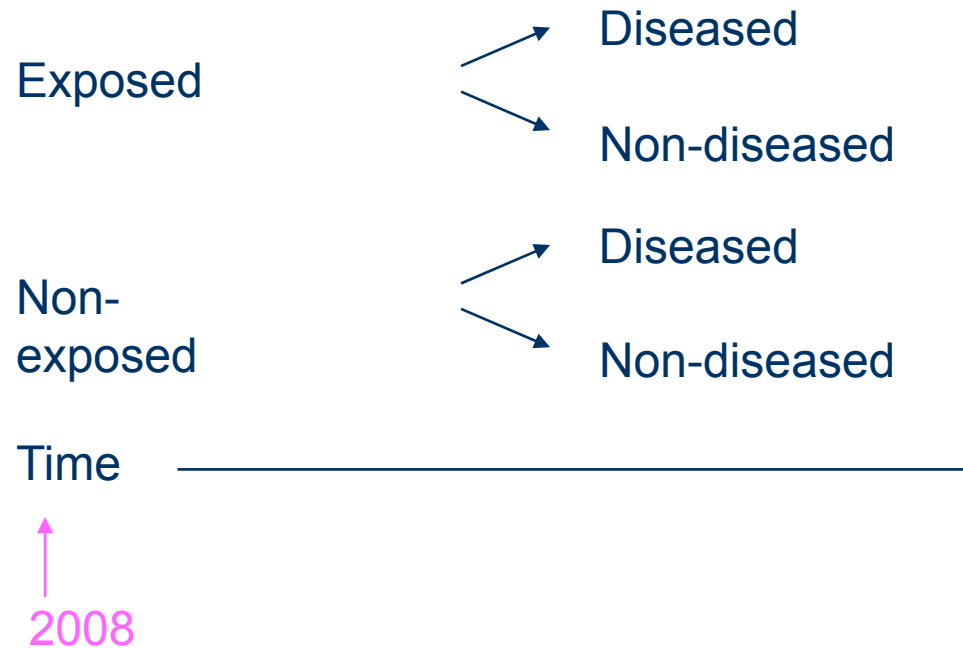 Diseased
Exposed
Non-diseased
Diseased
Non-
exposed
Non-diseased
Time
2008